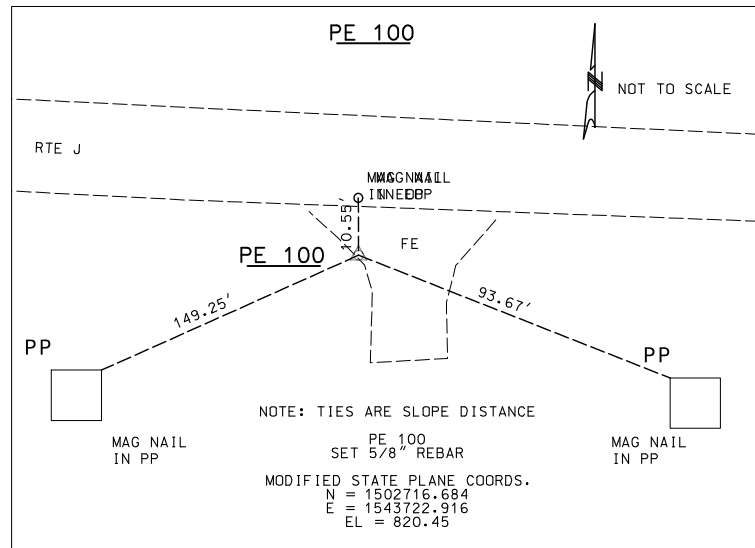 PE 100
NOT TO SCALE
RTE J
MAG NAIL
10.55'
FE
PE 100
149.25'
93.67'
PP
PP
MAG NAIL
IN PP
MAG NAIL
IN PP
NOTE: TIES ARE SLOPE DISTANCE
PE 100
SET 5/8" REBAR
MODIFIED STATE PLANE COORDS.
N = 1502716.684
E = 1543722.916
EL = 820.45